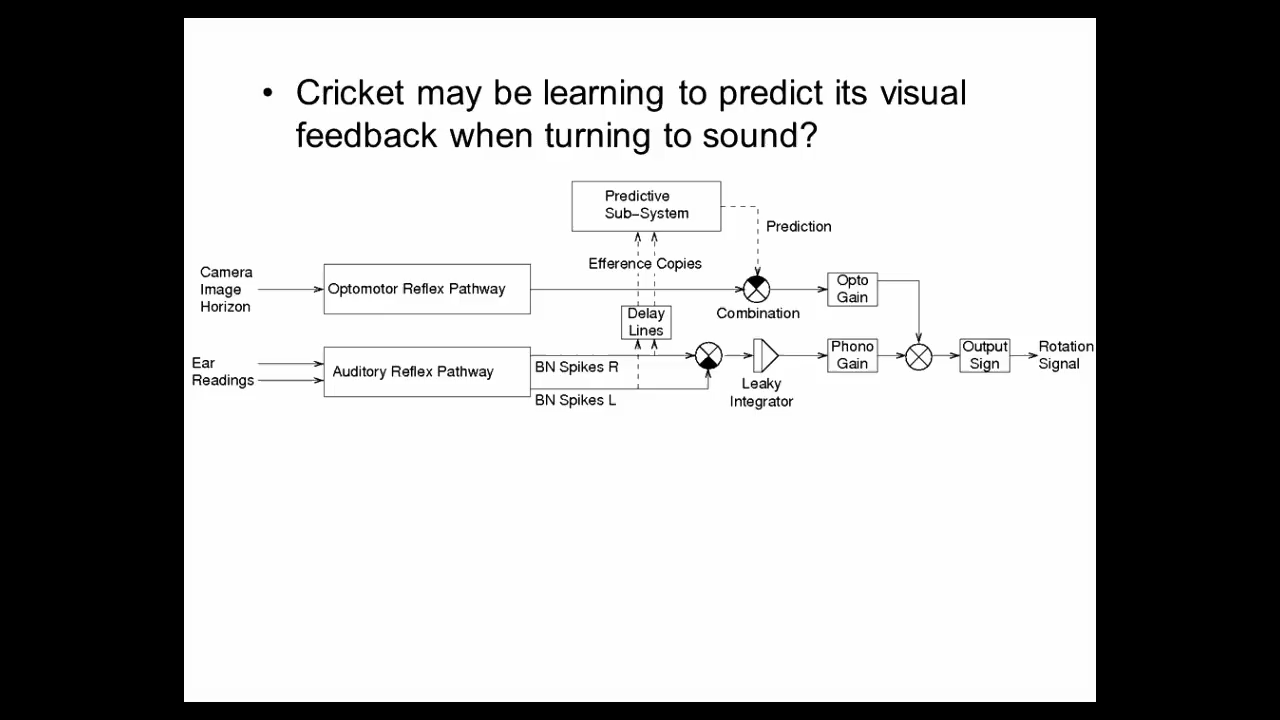 • Cricket may be learning to predict its visual
feedback when turning to sound?
Predictive
Sub-System
Prediction
Efference Copies
Camera
Image
Horizon
Optomotor Reflex Pathway
Combination
Opto
Gain
Delay
Lines
Ear
Readings
Auditory Reflex Pathway
BN Spikes R
BN Spikes L
Leaky
Integrator
Phono
Gain
Output
Sign
Rotation
Signal